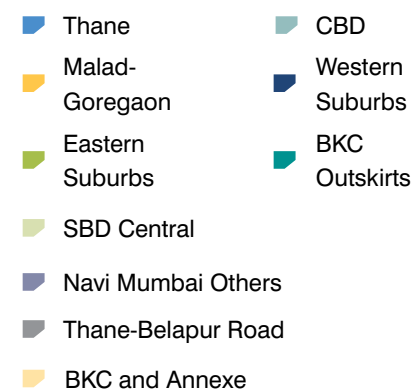 Thane
CBD
Malad-
Goregaon
Western
Suburbs
Eastern
Suburbs
BKC
Outskirts
SBD Central
Navi Mumbai Others
Thane-Belapur Road
BKC and Annexe